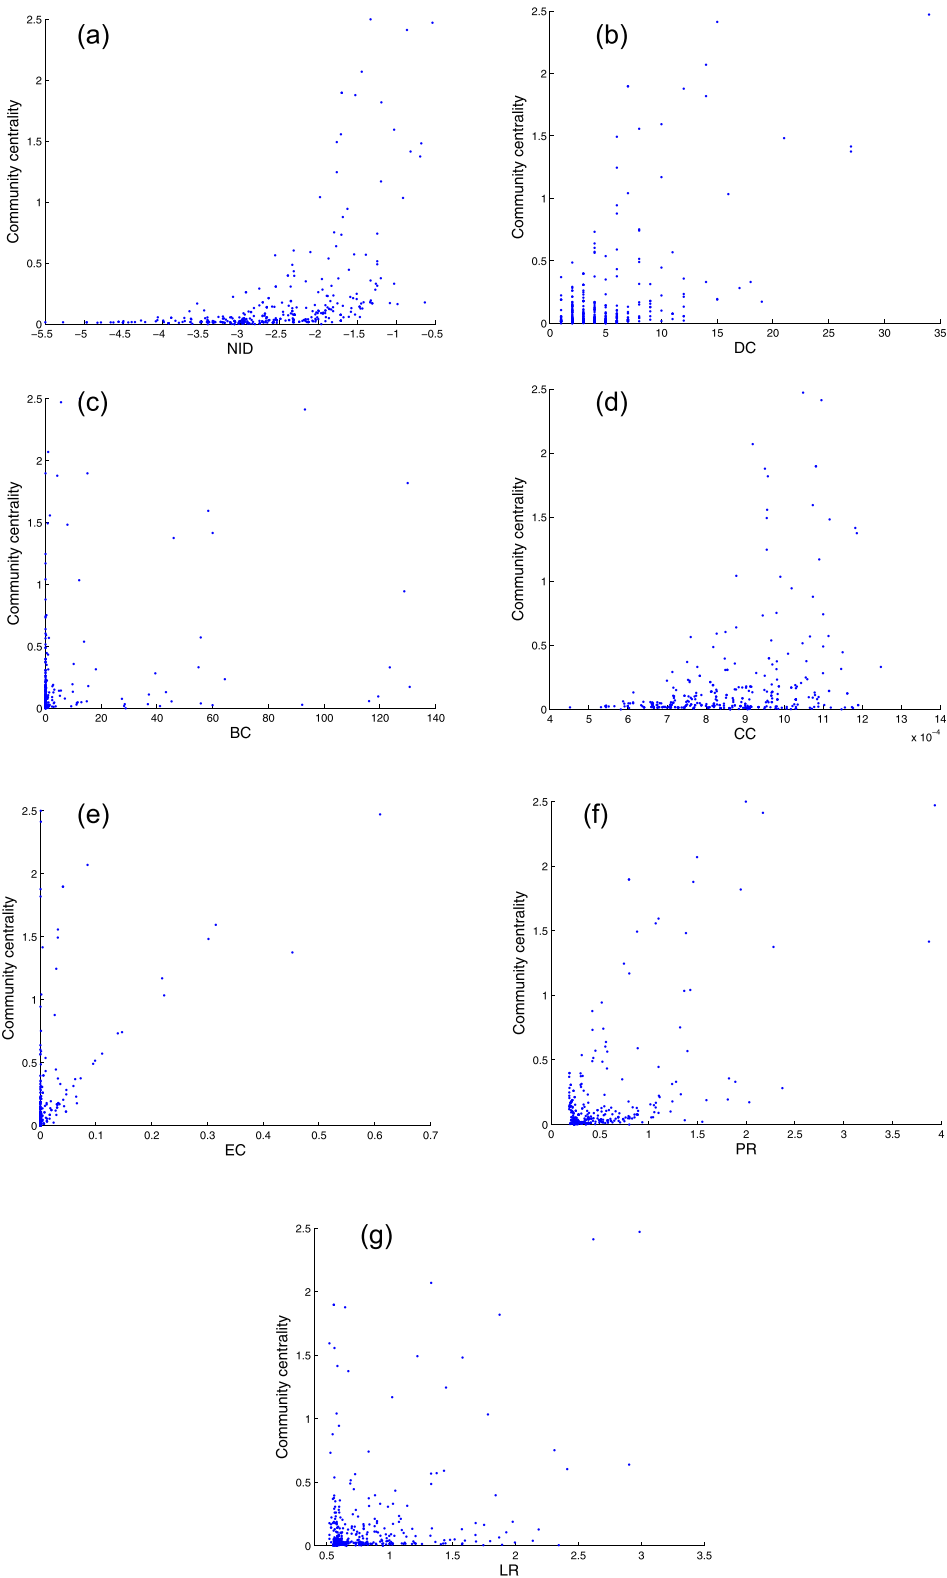 (a)
Community centrality
2.5
2
1.5
1
0.5
0
−5.5 −5 −4.5 −4 −3.5 −3 −2.5 −2 −1.5 −1 −0.5
NID
(b)
Community centrality
2.5
2
1.5
1
0.5
0
0 5 10 15 20 25 30 35
DC
(c)
Community centrality
2.5
2
1.5
1
0.5
0
0 20 40 60 80 100 120 140
BC
(d)
Community centrality
2.5
2
1.5
1
0.5
0
4 5 6 7 8 9 10 11 12 13 14
CC
x 10⁻⁴
(e)
Community centrality
2.5
2
1.5
1
0.5
0
0 0.1 0.2 0.3 0.4 0.5 0.6 0.7
EC
(f)
Community centrality
2.5
2
1.5
1
0.5
0
0 0.5 1 1.5 2 2.5 3 3.5 4
PR
(g)
Community centrality
2.5
2
1.5
1
0.5
0
0.5 1 1.5 2 2.5 3 3.5
LR